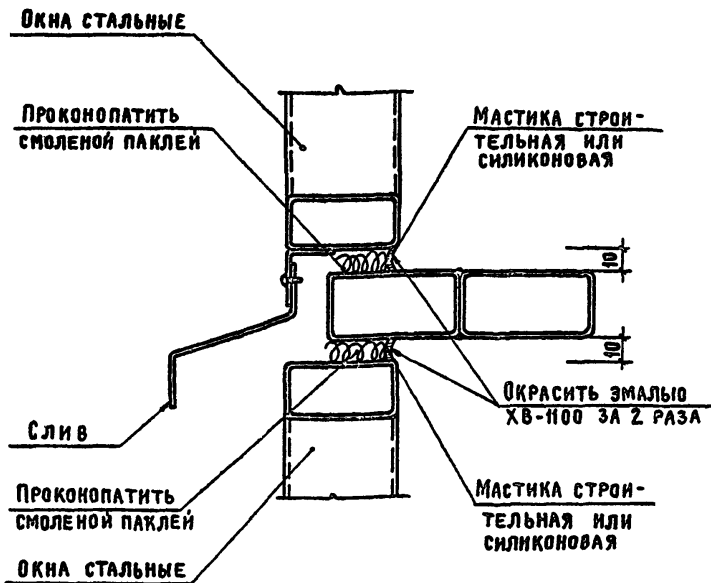 ОКНА СТАЛЬНЫЕ
ПРОКОНОПАТИТЬ
СМОЛЕНОЙ ПАКЛЕЙ
МАСТИКА СТРОИ-
ТЕЛЬНАЯ ИЛИ
СИЛИКОНОВАЯ
10
10
ОКРАСИТЬ ЭМАЛЬЮ
ХВ-1100 ЗА 2 РАЗА
СЛИВ
ПРОКОНОПАТИТЬ
СМОЛЕНОЙ ПАКЛЕЙ
МАСТИКА СТРОИ-
ТЕЛЬНАЯ ИЛИ
СИЛИКОНОВАЯ
ОКНА СТАЛЬНЫЕ